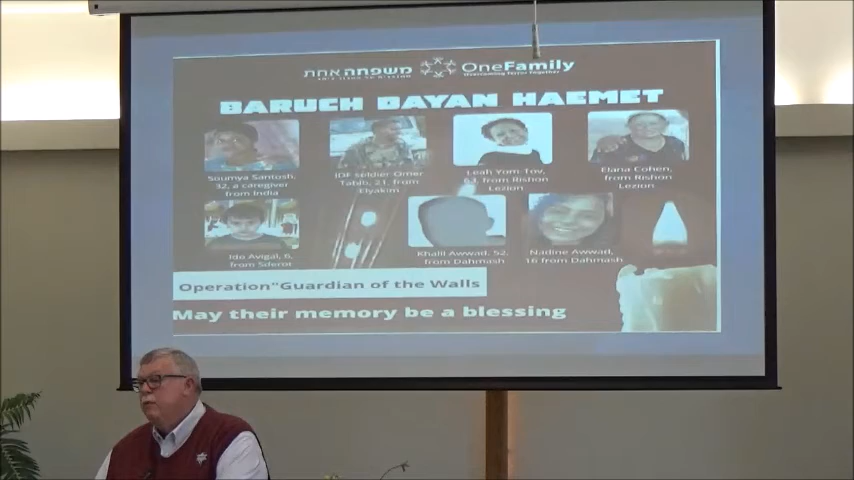 משפחה אחת OneFamily
Overcoming Terror Together
BARUCH DAYAN HAEMET
Soumya Santosh,
32, a caregiver
from India
IDF soldier Omer
Tabib, 21, from
Elyakim
Leah Yom Tov,
63, from Rishon
Lezion
Elana Cohen,
from Rishon
Lezion
Ido Avigal, 6,
from Sderot
Khalil Awwad, 52,
from Dahmash
Nadine Awwad,
16 from Dahmash
Operation"Guardian of the Walls
May their memory be a blessing